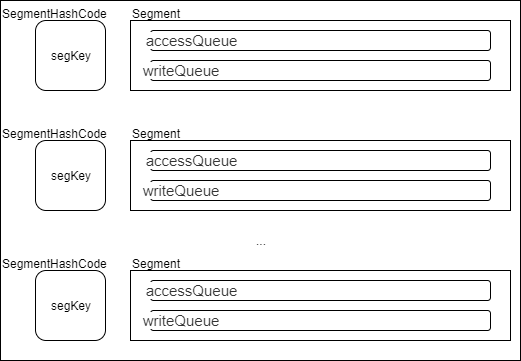 SegmentHashCode Segment
segKey
accessQueue
writeQueue
SegmentHashCode Segment
segKey
accessQueue
writeQueue
...
SegmentHashCode Segment
segKey
accessQueue
writeQueue